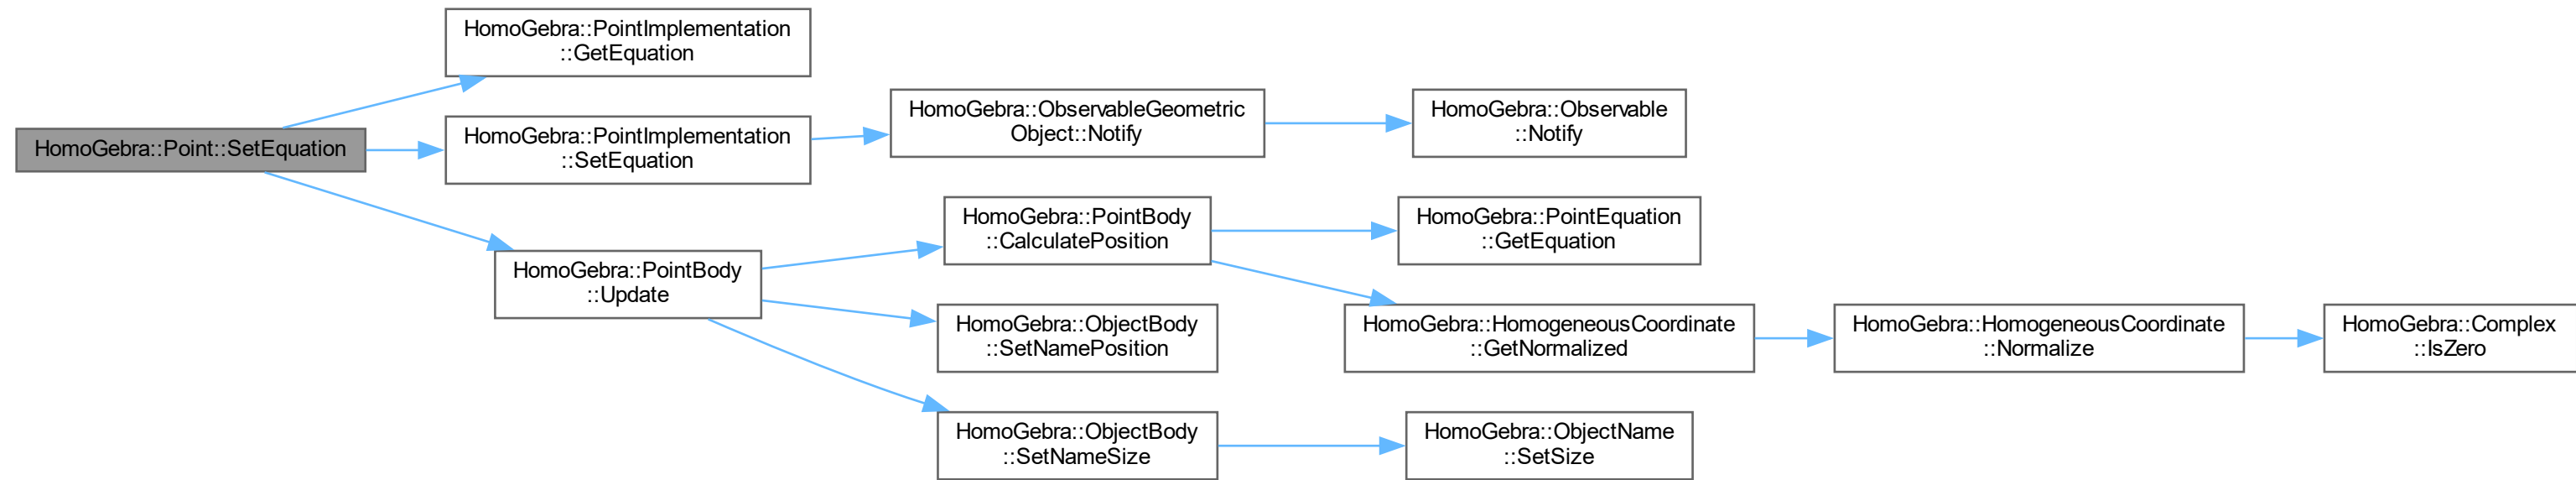 HomoGebra::PointImplementation
::GetEquation
HomoGebra::Point::SetEquation
HomoGebra::PointImplementation
::SetEquation
HomoGebra::ObservableGeometric
Object::Notify
HomoGebra::Observable
::Notify
HomoGebra::PointBody
::Update
HomoGebra::PointBody
::CalculatePosition
HomoGebra::PointEquation
::GetEquation
HomoGebra::ObjectBody
::SetNamePosition
HomoGebra::HomogeneousCoordinate
::GetNormalized
HomoGebra::HomogeneousCoordinate
::Normalize
HomoGebra::Complex
::IsZero
HomoGebra::ObjectBody
::SetNameSize
HomoGebra::ObjectName
::SetSize